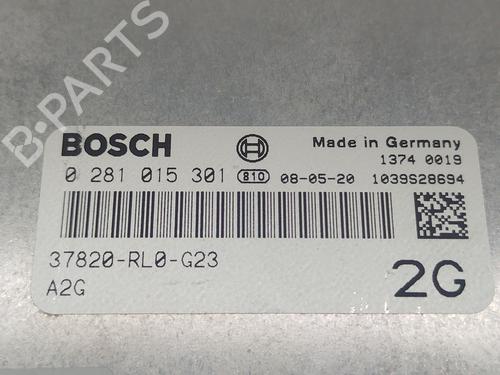 B-PARTS
BOSCH
Made in Germany
1374 0019
0 281 015 301 810 08-05-20 1039S28694
37820-RL0-G23
A2G
2G